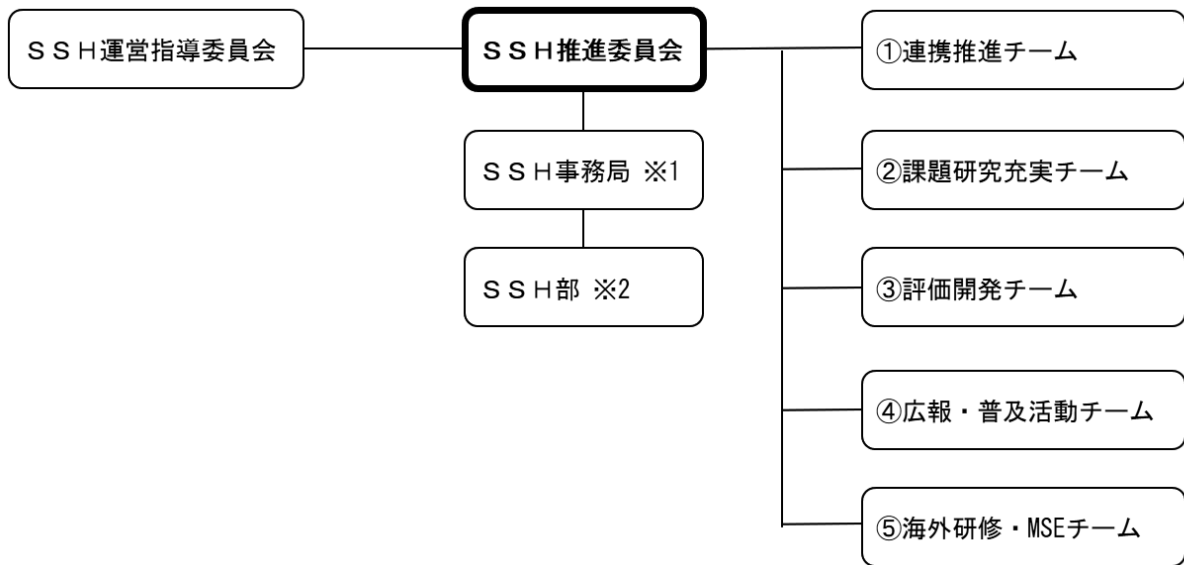 ＳＳＨ運営指導委員会
ＳＳＨ推進委員会
ＳＳＨ事務局 ※1
ＳＳＨ部 ※2
①連携推進チーム
②課題研究充実チーム
③評価開発チーム
④広報・普及活動チーム
⑤海外研修・MSEチーム